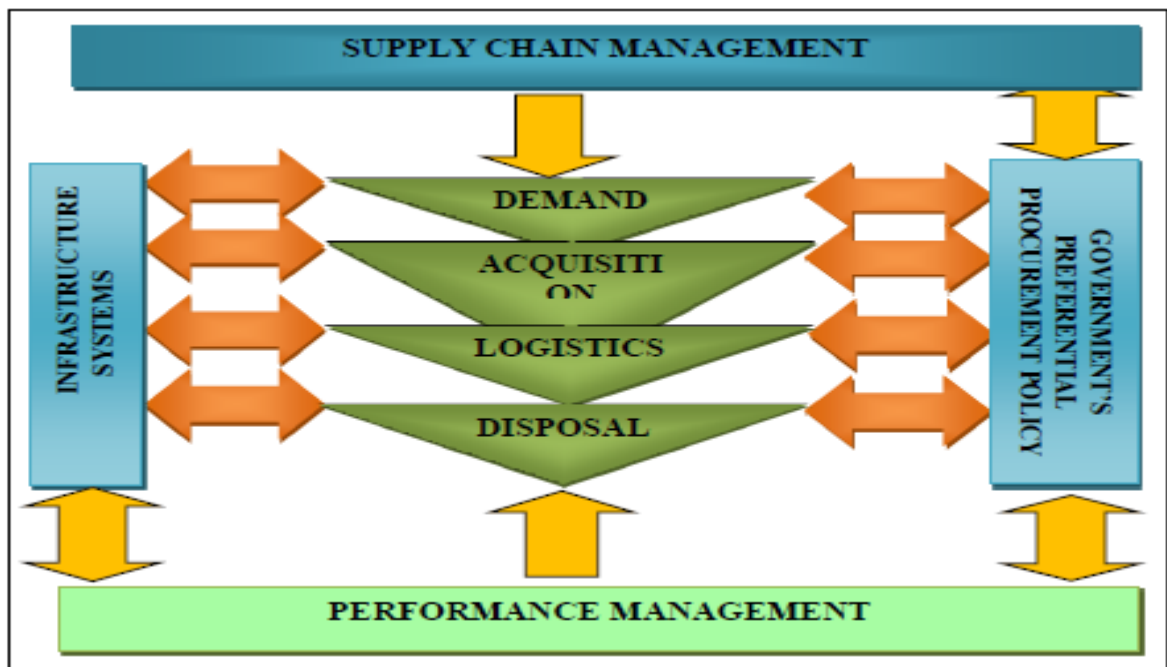 SUPPLY CHAIN MANAGEMENT
INFRASTRUCTURE
SYSTEMS
DEMAND
ACQUISITI
ON
LOGISTICS
DISPOSAL
GOVERNMENT'S
PREFERENTIAL
PROCUREMENT POLICY
PERFORMANCE MANAGEMENT